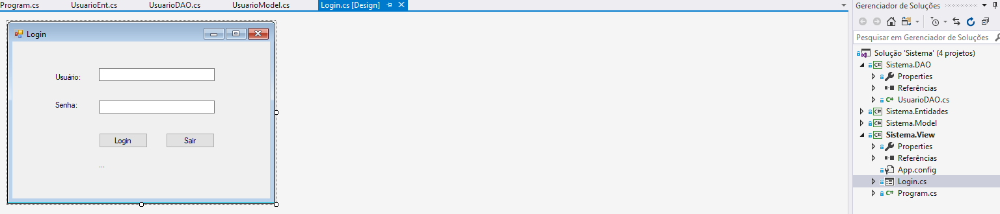 Program.cs UsuarioEnt.cs UsuarioDAO.cs UsuarioModel.cs Login.cs [Design]
Login
Usuário:
Senha:
Login Sair
...
Gerenciador de Soluções
Pesquisar em Gerenciador de Soluções
Solução 'Sistema' (4 projetos)
Sistema.DAO
Properties
Referências
UsuarioDAO.cs
Sistema.Entidades
Sistema.Model
Sistema.View
Properties
Referências
App.config
Login.cs
Program.cs